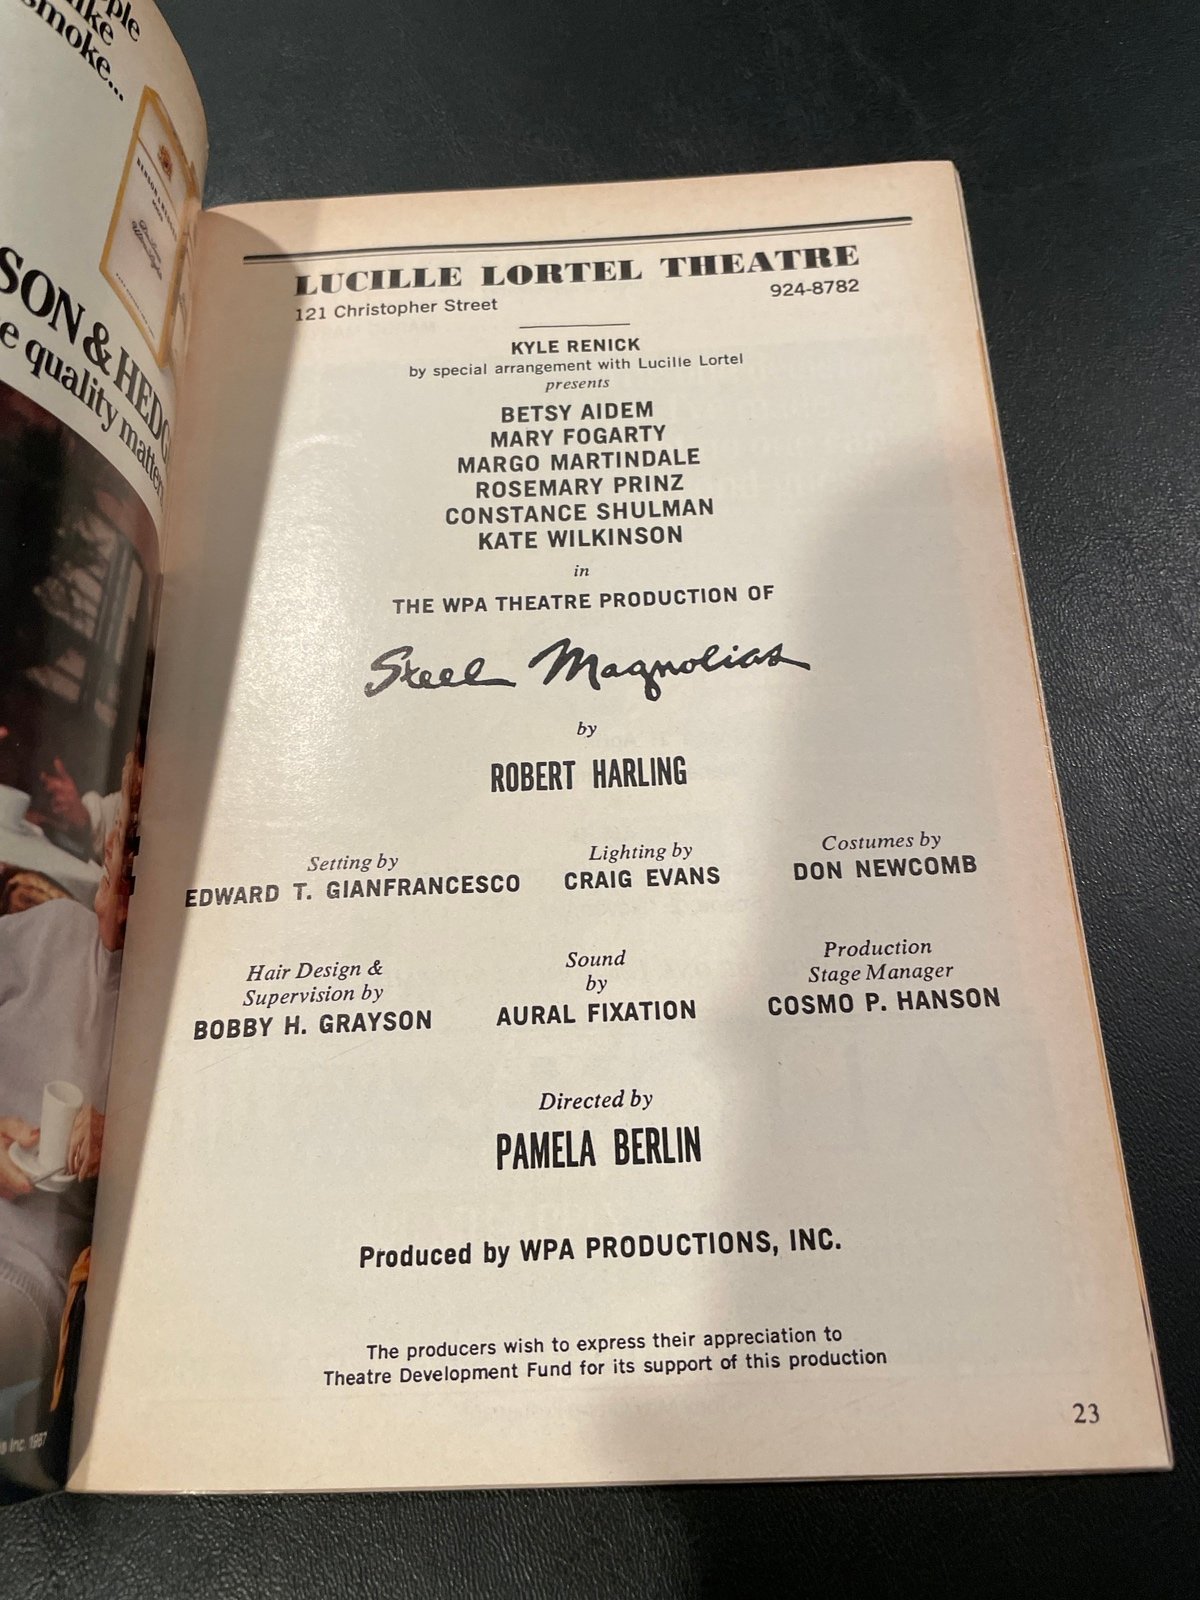 ple
like
smoke...
BENSON & HEDGES
SON & HEDG
e quality matter
Inc. 1987
LUCILLE LORTEL THEATRE
121 Christopher Street
924-8782
KYLE RENICK
by special arrangement with Lucille Lortel
presents
BETSY AIDEM
MARY FOGARTY
MARGO MARTINDALE
ROSEMARY PRINZ
CONSTANCE SHULMAN
KATE WILKINSON
in
THE WPA THEATRE PRODUCTION OF
Steel Magnolias
by
ROBERT HARLING
Setting by
EDWARD T. GIANFRANCESCO
Lighting by
CRAIG EVANS
Costumes by
DON NEWCOMB
Hair Design &
Supervision by
BOBBY H. GRAYSON
Sound
by
AURAL FIXATION
Production
Stage Manager
COSMO P. HANSON
Directed by
PAMELA BERLIN
Produced by WPA PRODUCTIONS, INC.
The producers wish to express their appreciation to
Theatre Development Fund for its support of this production
23